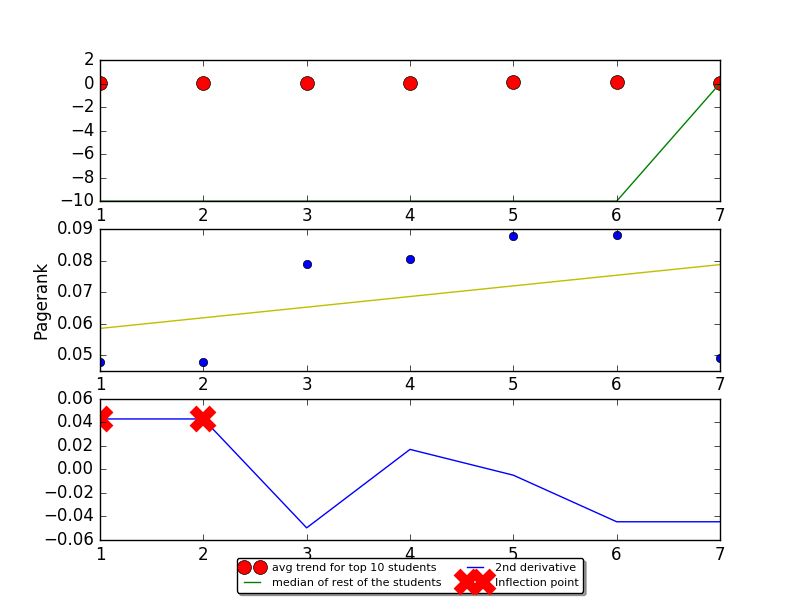 2
0
−2
−4
−6
−8
−10
1 2 3 4 5 6 7
Pagerank
0.09
0.08
0.07
0.06
0.05
1 2 3 4 5 6 7
0.06
0.04
0.02
0.00
−0.02
−0.04
−0.06
1 2 3 4 5 6 7
avg trend for top 10 students
median of rest of the students
2nd derivative
Inflection point